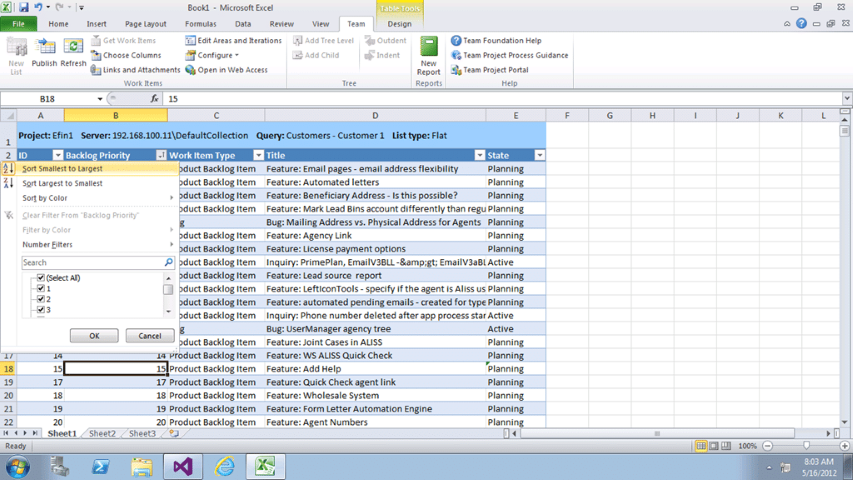 Book1 - Microsoft Excel
Table Tools
File Home Insert Page Layout Formulas Data Review View Team Design
New List
Publish
Refresh
Get Work Items
Choose Columns
Links and Attachments
Work Items
Edit Areas and Iterations
Configure
Open in Web Access
Add Tree Level
Add Child
Outdent
Indent
Tree
New Report
Reports
Team Foundation Help
Team Project Process Guidance
Team Project Portal
Help
B18 fx 15
A B C D E F G H I J K L
1 Project: Efin1 Server: 192.168.100.11\DefaultCollection Query: Customers - Customer 1 List type: Flat
2 ID Backlog Priority Work Item Type Title State
Sort Smallest to Largest
Sort Largest to Smallest
Sort by Color
Clear Filter From "Backlog Priority"
Filter by Color
Number Filters
Search
(Select All)
1
2
3
OK Cancel
roduct Backlog Item Feature: Email pages - email address flexibility Planning
roduct Backlog Item Feature: Automated letters Planning
roduct Backlog Item Feature: Beneficiary Address - Is this possible? Planning
roduct Backlog Item Feature: Mark Lead Bins account differently than regu Planning
g Bug: Mailing Address vs. Physical Address for Agents Planning
roduct Backlog Item Feature: Agency Link Planning
roduct Backlog Item Feature: License payment options Planning
roduct Backlog Item Inquiry: PrimePlan, EmailV3BLL -&amp;gt; EmailV3aBL Active
roduct Backlog Item Feature: Lead source report Planning
roduct Backlog Item Feature: LefticonTools - specify if the agent is Aliss us Planning
roduct Backlog Item Feature: automated pending emails - created for type Planning
roduct Backlog Item Inquiry: Phone number deleted after app process star Active
g Bug: UserManager agency tree Active
roduct Backlog Item Feature: Joint Cases in ALISS Planning
17 14 14 Product Backlog Item Feature: WS ALISS Quick Check Planning
18 15 15 Product Backlog Item Feature: Add Help Planning
19 17 17 Product Backlog Item Feature: Quick Check agent link Planning
20 18 18 Product Backlog Item Feature: Wholesale System Planning
21 19 19 Product Backlog Item Feature: Form Letter Automation Engine Planning
22 20 20 Product Backlog Item Feature: Agent Numbers Planning
Sheet1 Sheet2 Sheet3
Ready 100%
8:03 AM
5/16/2012